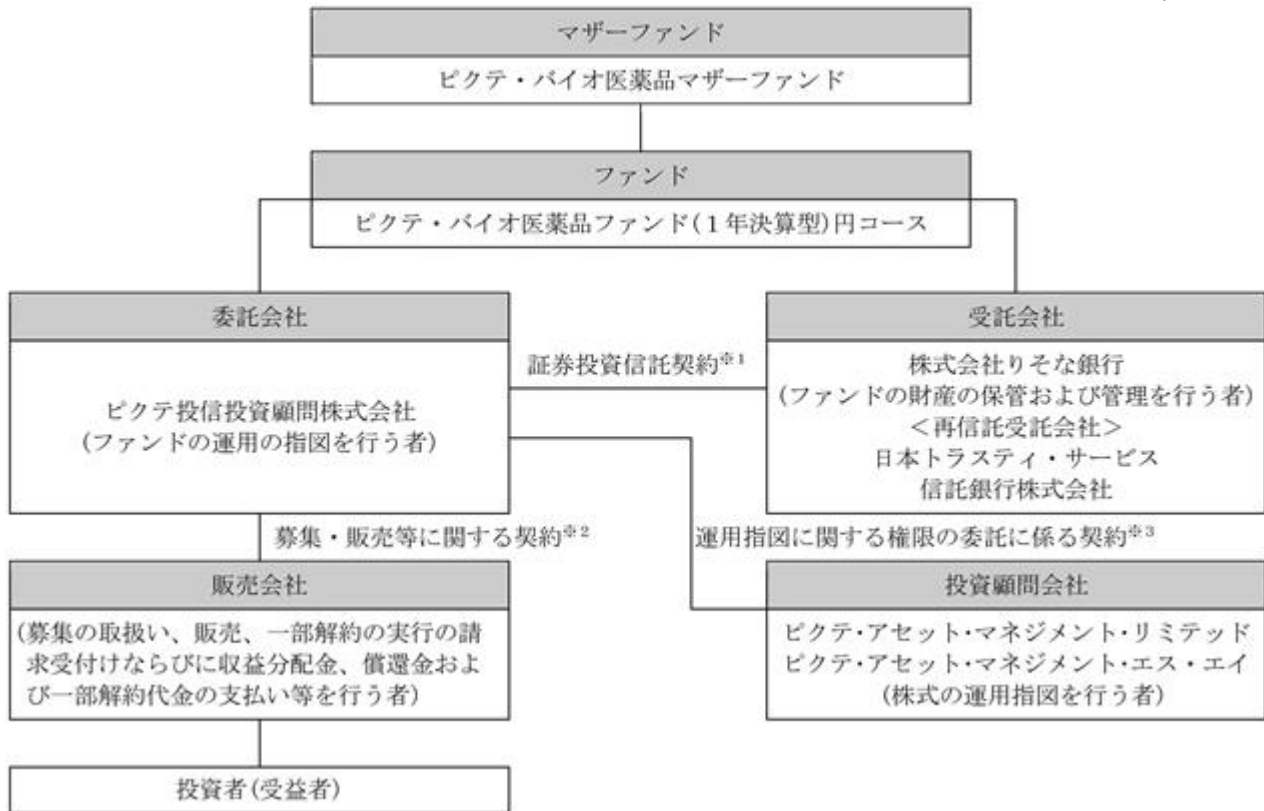 マザーファンド
ピクテ・バイオ医薬品マザーファンド
ファンド
ピクテ・バイオ医薬品ファンド(1年決算型)円コース
委託会社
ピクテ投信投資顧問株式会社
(ファンドの運用の指図を行う者)
証券投資信託契約※1
受託会社
株式会社りそな銀行
(ファンドの財産の保管および管理を行う者)
<再信託受託会社>
日本トラスティ・サービス
信託銀行株式会社
募集・販売等に関する契約※2
運用指図に関する権限の委託に係る契約※3
販売会社
(募集の取扱い、販売、一部解約の実行の請
求受付けならびに収益分配金、償還金およ
び一部解約代金の支払い等を行う者)
投資顧問会社
ピクテ・アセット・マネジメント・リミテッド
ピクテ・アセット・マネジメント・エス・エイ
(株式の運用指図を行う者)
投資者(受益者)